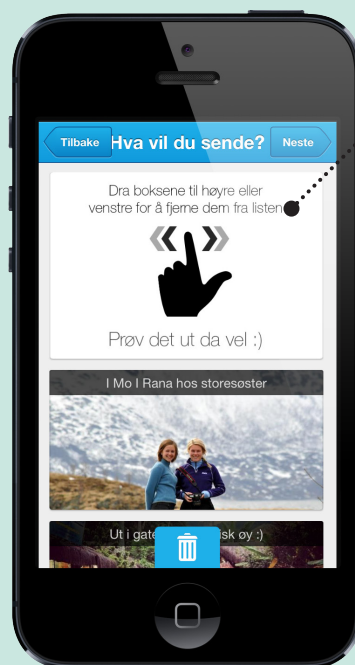 Tilbake
Hva vil du sende?
Neste
Dra boksene til høyre eller
venstre for å fjerne dem fra listen
Prøv det ut da vel :)
I Mo I Rana hos storesøster
Ut i gate isk øy :)